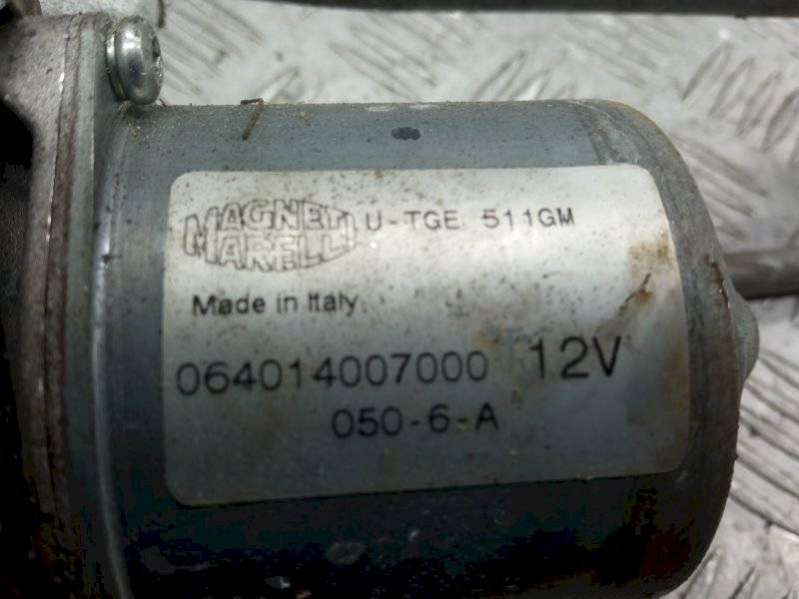 MAGNETI
MARELLI
U-TGE 511GM
Made in Italy
064014007000 12V
050-6-A